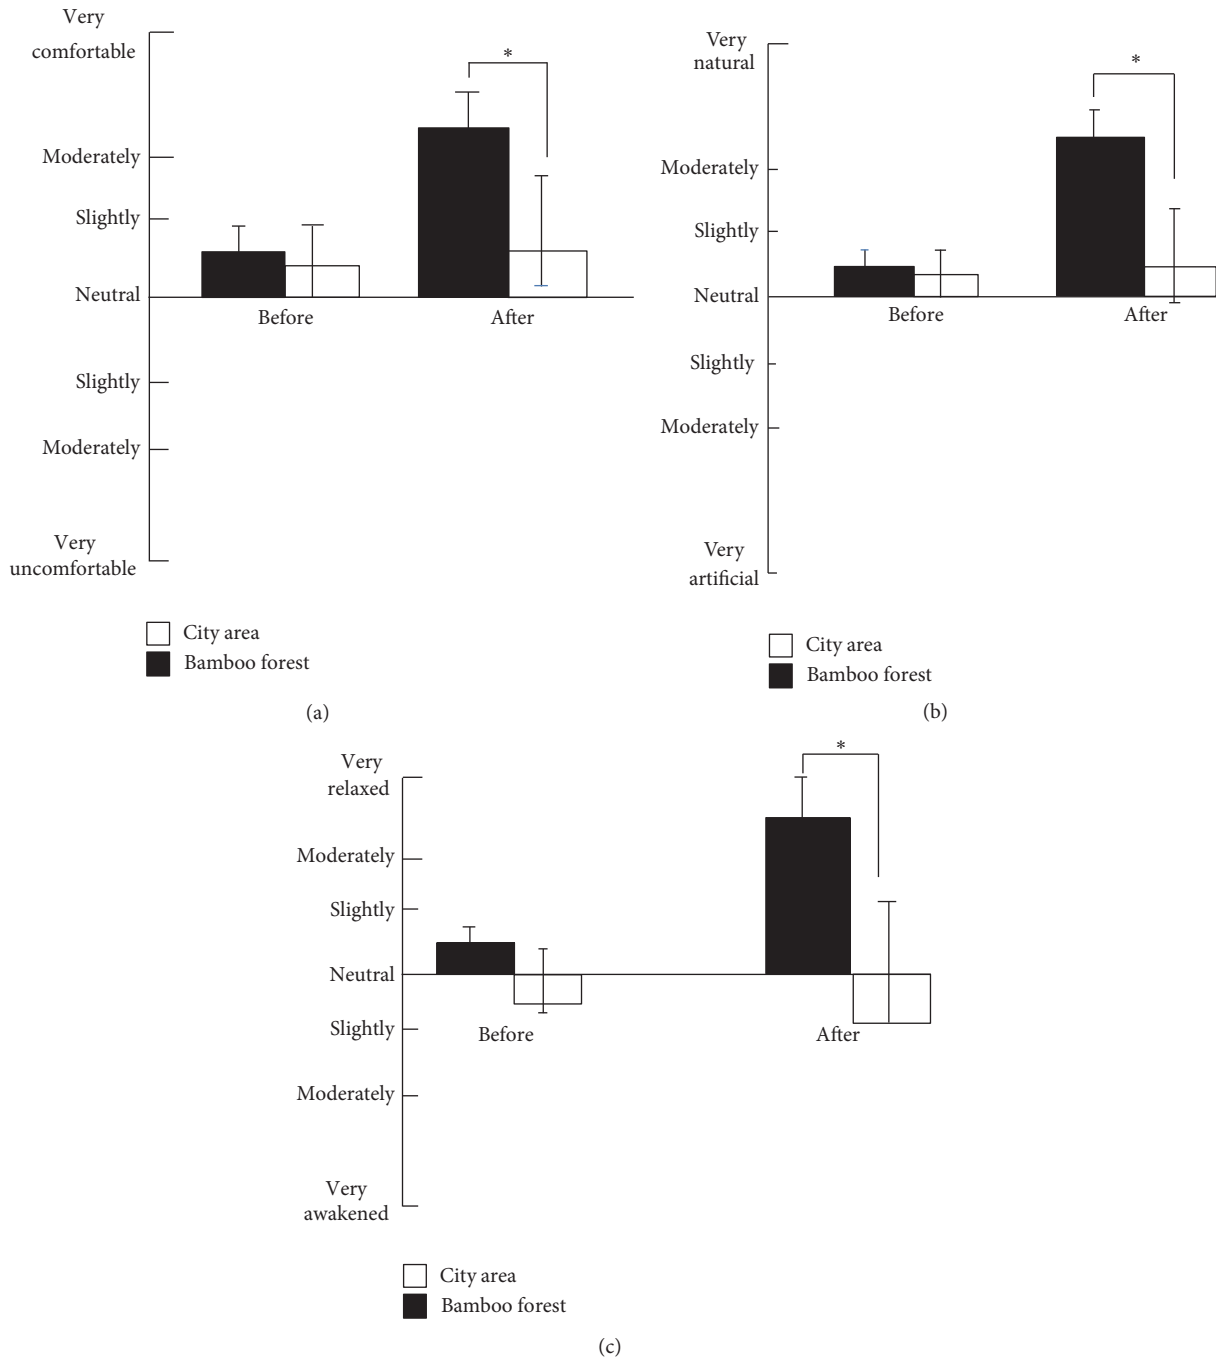 Very
comfortable
*
Moderately
Slightly
Neutral
Before
After
Slightly
Moderately
Very
uncomfortable
City area
Bamboo forest
(a)
Very
natural
*
Moderately
Slightly
Neutral
Before
After
Slightly
Moderately
Very
artificial
City area
Bamboo forest
(b)
Very
relaxed
*
Moderately
Slightly
Neutral
Slightly
Before
After
Moderately
Very
awakened
City area
Bamboo forest
(c)